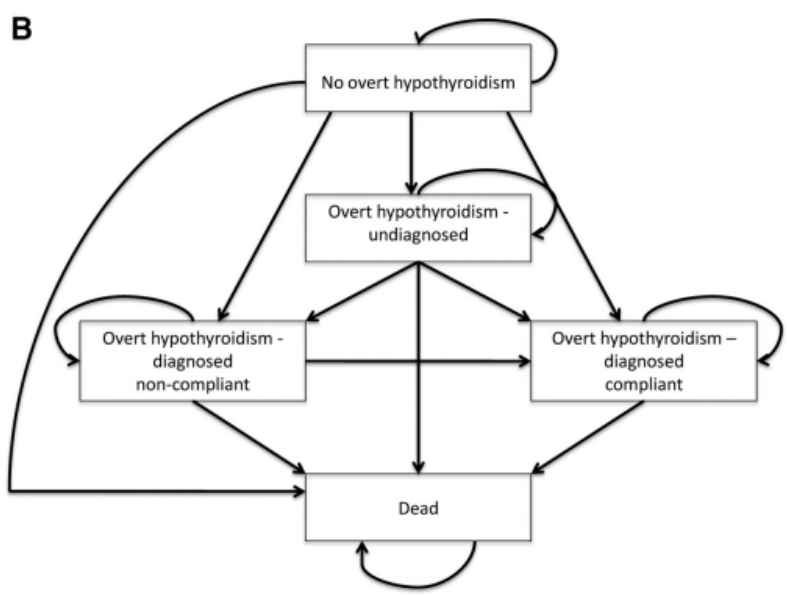 B
No overt hypothyroidism
Overt hypothyroidism -
undiagnosed
Overt hypothyroidism -
diagnosed
non-compliant
Overt hypothyroidism –
diagnosed
compliant
Dead